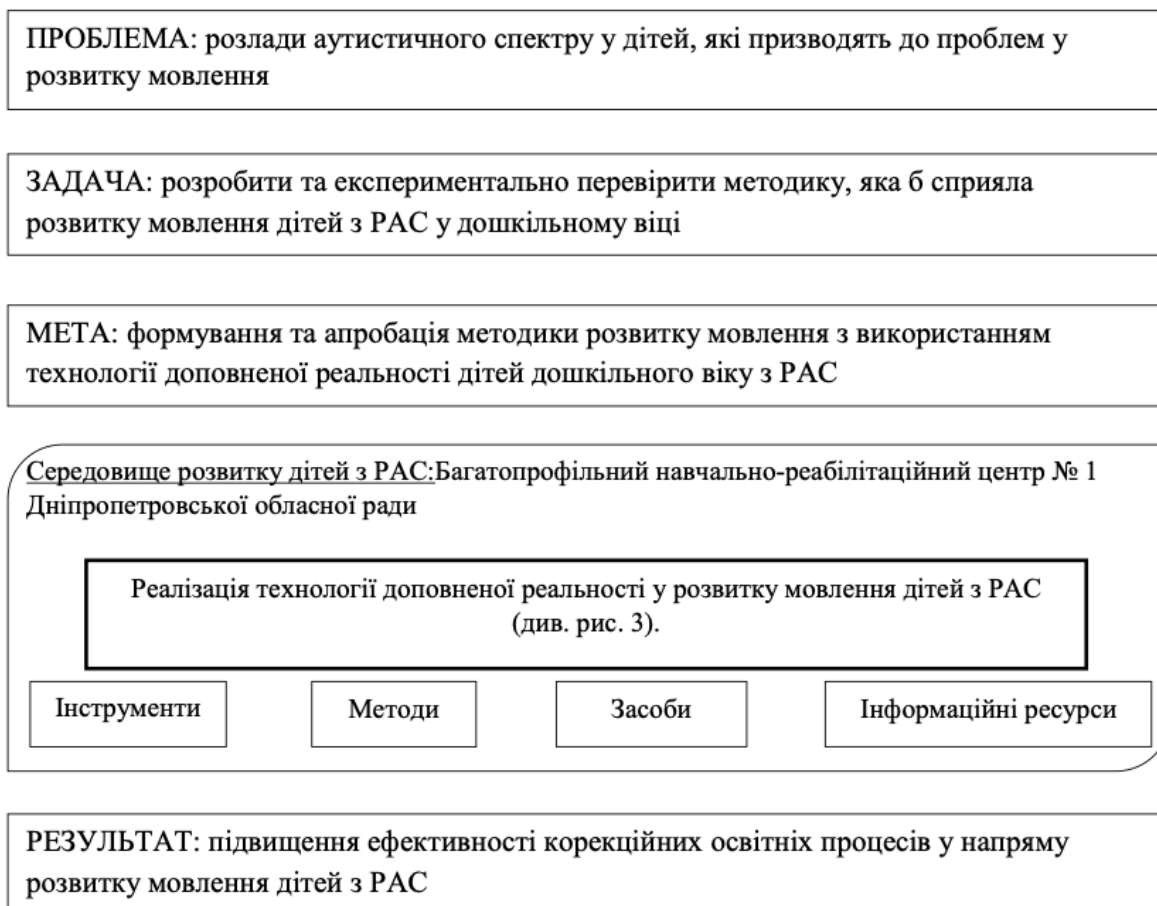 ПРОБЛЕМА: розлади аутистичного спектру у дітей, які призводять до проблем у
розвитку мовлення
ЗАДАЧА: розробити та експериментально перевірити методику, яка б сприяла
розвитку мовлення дітей з РАС у дошкільному віці
МЕТА: формування та апробація методики розвитку мовлення з використанням
технології доповненої реальності дітей дошкільного віку з РАС
Середовище розвитку дітей з РАС:Багатопрофільний навчально-реабілітаційний центр № 1
Дніпропетровської обласної ради
Реалізація технології доповненої реальності у розвитку мовлення дітей з РАС
(див. рис. 3).
Інструменти
Методи
Засоби
Інформаційні ресурси
РЕЗУЛЬТАТ: підвищення ефективності корекційних освітніх процесів у напряму
розвитку мовлення дітей з РАС